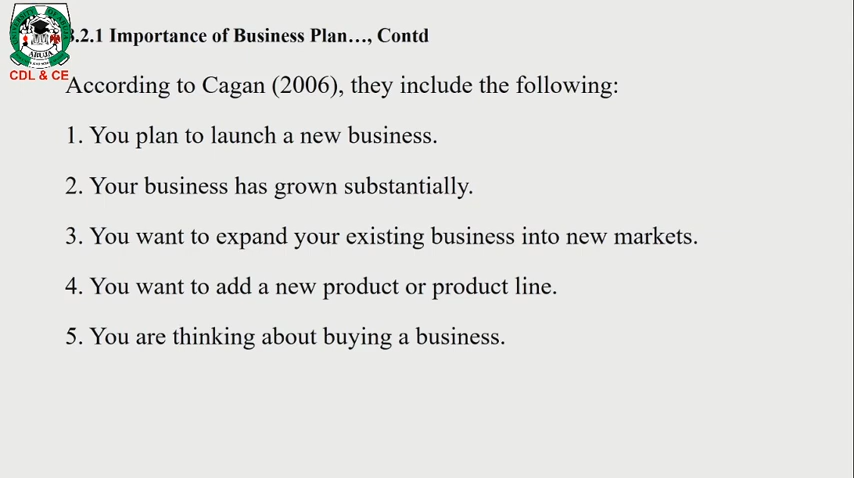 3.2.1 Importance of Business Plan…, Contd
CDL & CE
According to Cagan (2006), they include the following:
1. You plan to launch a new business.
2. Your business has grown substantially.
3. You want to expand your existing business into new markets.
4. You want to add a new product or product line.
5. You are thinking about buying a business.
ABUJA